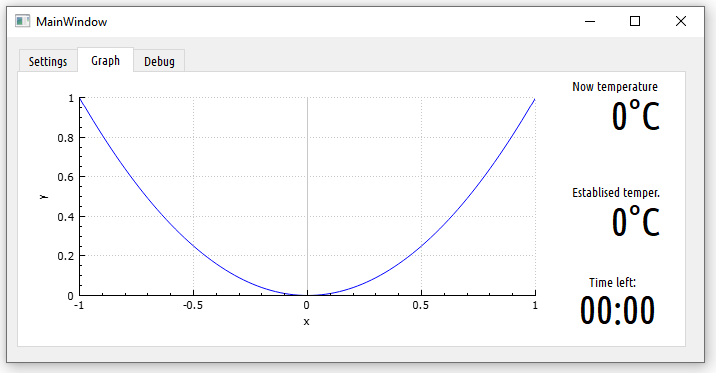 MainWindow
Settings Graph Debug
Now temperature
0°C
Establised temper.
0°C
Time left:
00:00
1
0.8
0.6
0.4
0.2
0
y
-1 -0.5 0 0.5 1
x